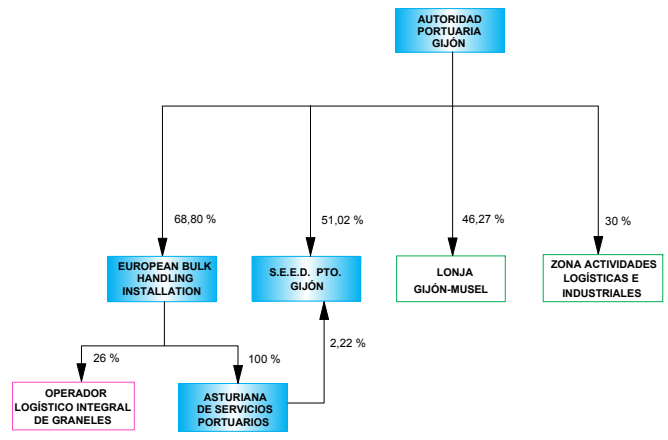 AUTORIDAD
PORTUARIA
GIJÓN
68,80 %
51,02 %
46,27 %
30 %
EUROPEAN BULK
HANDLING
INSTALLATION
S.E.E.D. PTO.
GIJÓN
LONJA
GIJÓN-MUSEL
ZONA ACTIVIDADES
LOGÍSTICAS E
INDUSTRIALES
26 %
100 %
2,22 %
OPERADOR
LOGÍSTICO INTEGRAL
DE GRANELES
ASTURIANA
DE SERVICIOS
PORTUARIOS